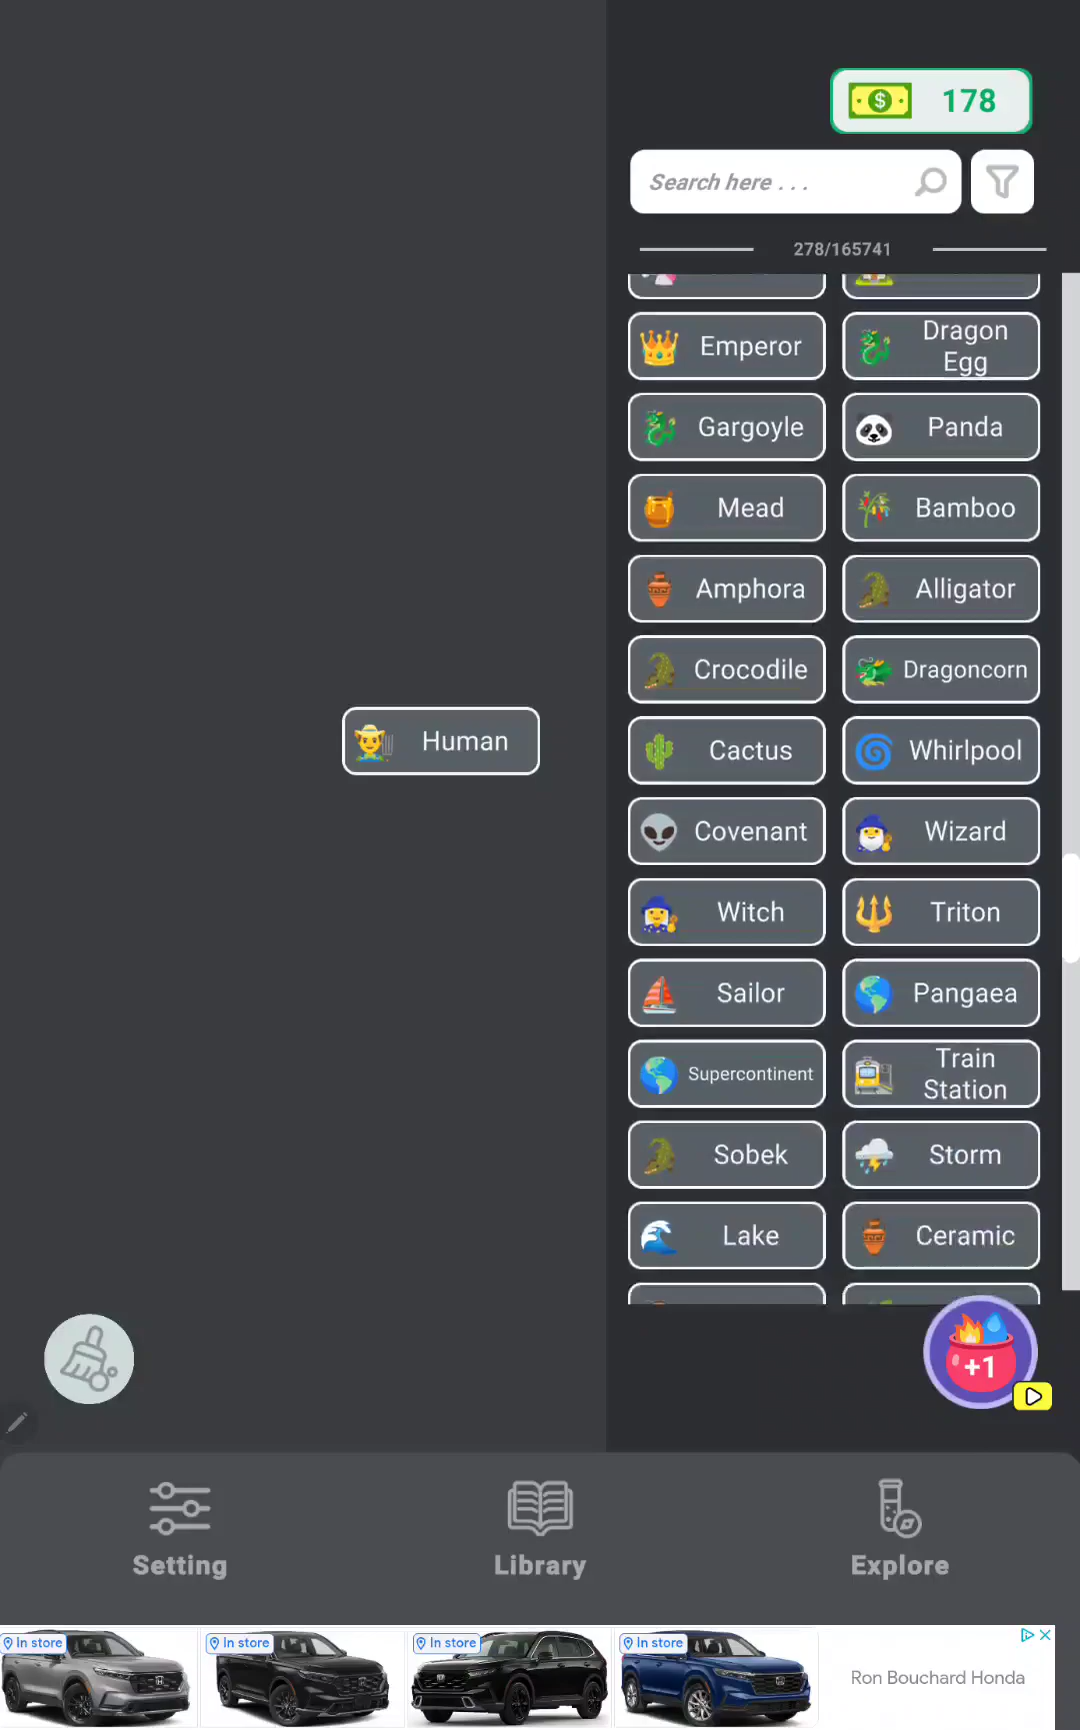 178
Search here . . .
278/165741
Emperor
Dragon
Egg
Gargoyle
Panda
Mead
Bamboo
Amphora
Alligator
Crocodile
Dragoncorn
Cactus
Whirlpool
Human
Covenant
Wizard
Witch
Triton
Sailor
Pangaea
Supercontinent
Train
Station
Sobek
Storm
Lake
Ceramic
+1
Setting
Library
Explore
In store
In store
In store
In store
Ron Bouchard Honda